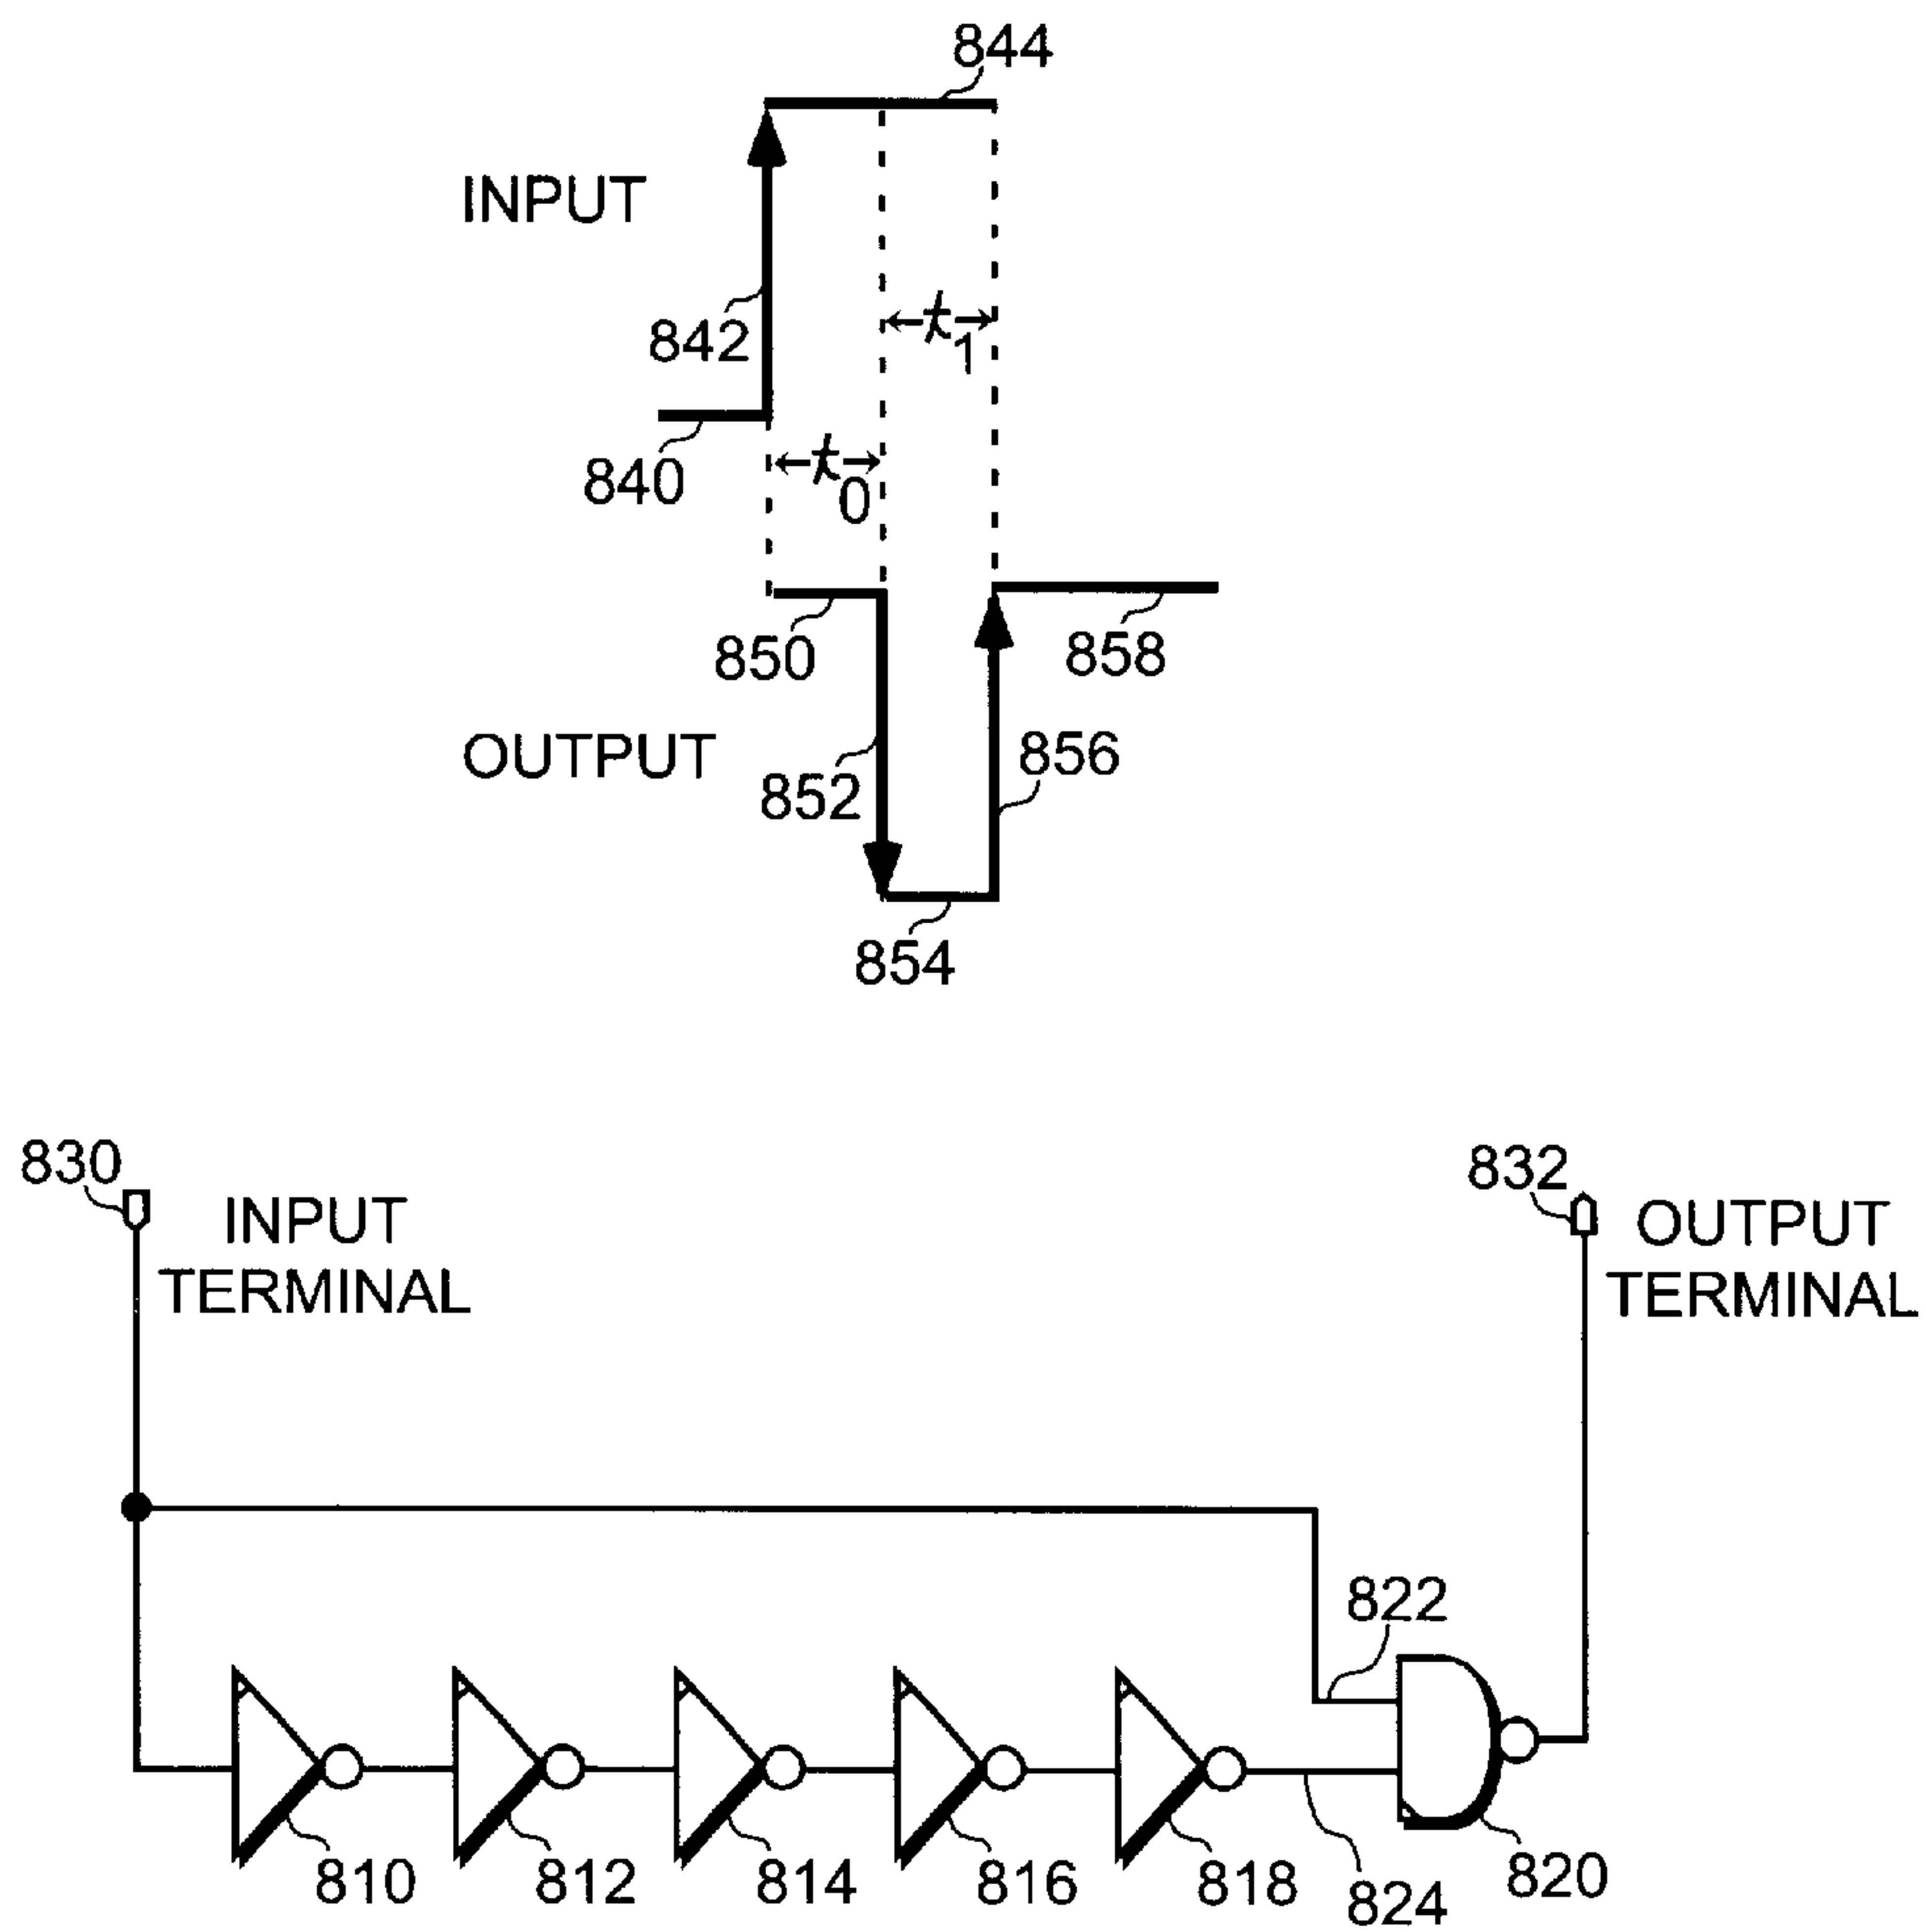 844
INPUT
842
t1
840
t0
850
858
OUTPUT
852
856
854
830
INPUT
TERMINAL
832
OUTPUT
TERMINAL
822
810
812
814
816
818
824
820